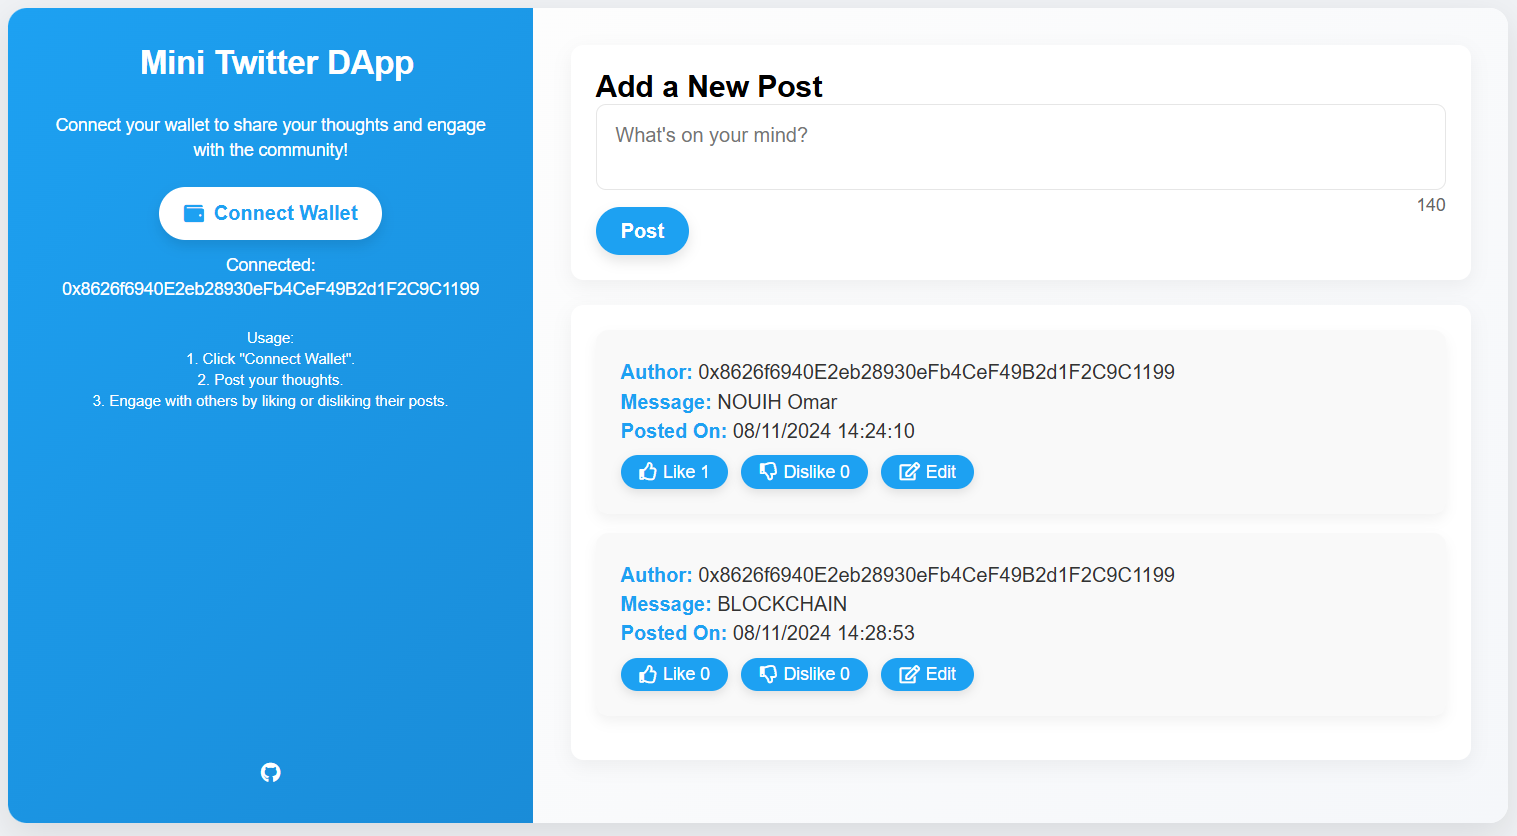 Mini Twitter DApp
Connect your wallet to share your thoughts and engage
with the community!
Connect Wallet
Connected:
0x8626f6940E2eb28930eFb4CeF49B2d1F2C9C1199
Usage:
1. Click "Connect Wallet".
2. Post your thoughts.
3. Engage with others by liking or disliking their posts.
Add a New Post
What's on your mind?
140
Post
Author: 0x8626f6940E2eb28930eFb4CeF49B2d1F2C9C1199
Message: NOUIH Omar
Posted On: 08/11/2024 14:24:10
Like 1 Dislike 0 Edit
Author: 0x8626f6940E2eb28930eFb4CeF49B2d1F2C9C1199
Message: BLOCKCHAIN
Posted On: 08/11/2024 14:28:53
Like 0 Dislike 0 Edit